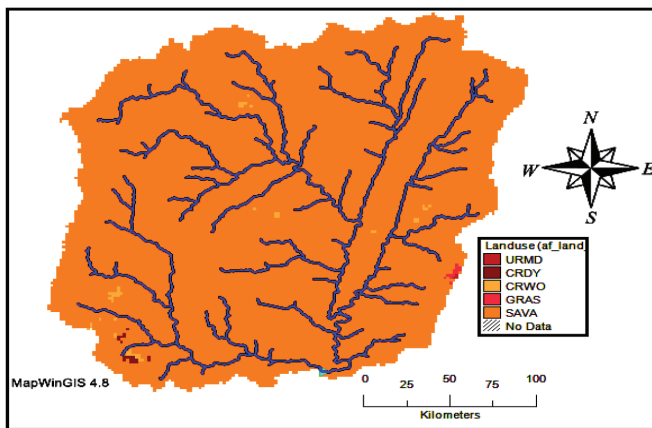 N
W
E
S
Landuse (af_land)
URMD
CRDY
CRWO
GRAS
SAVA
No Data
MapWinGIS 4.8
0
50
100
25
75
Kilometers